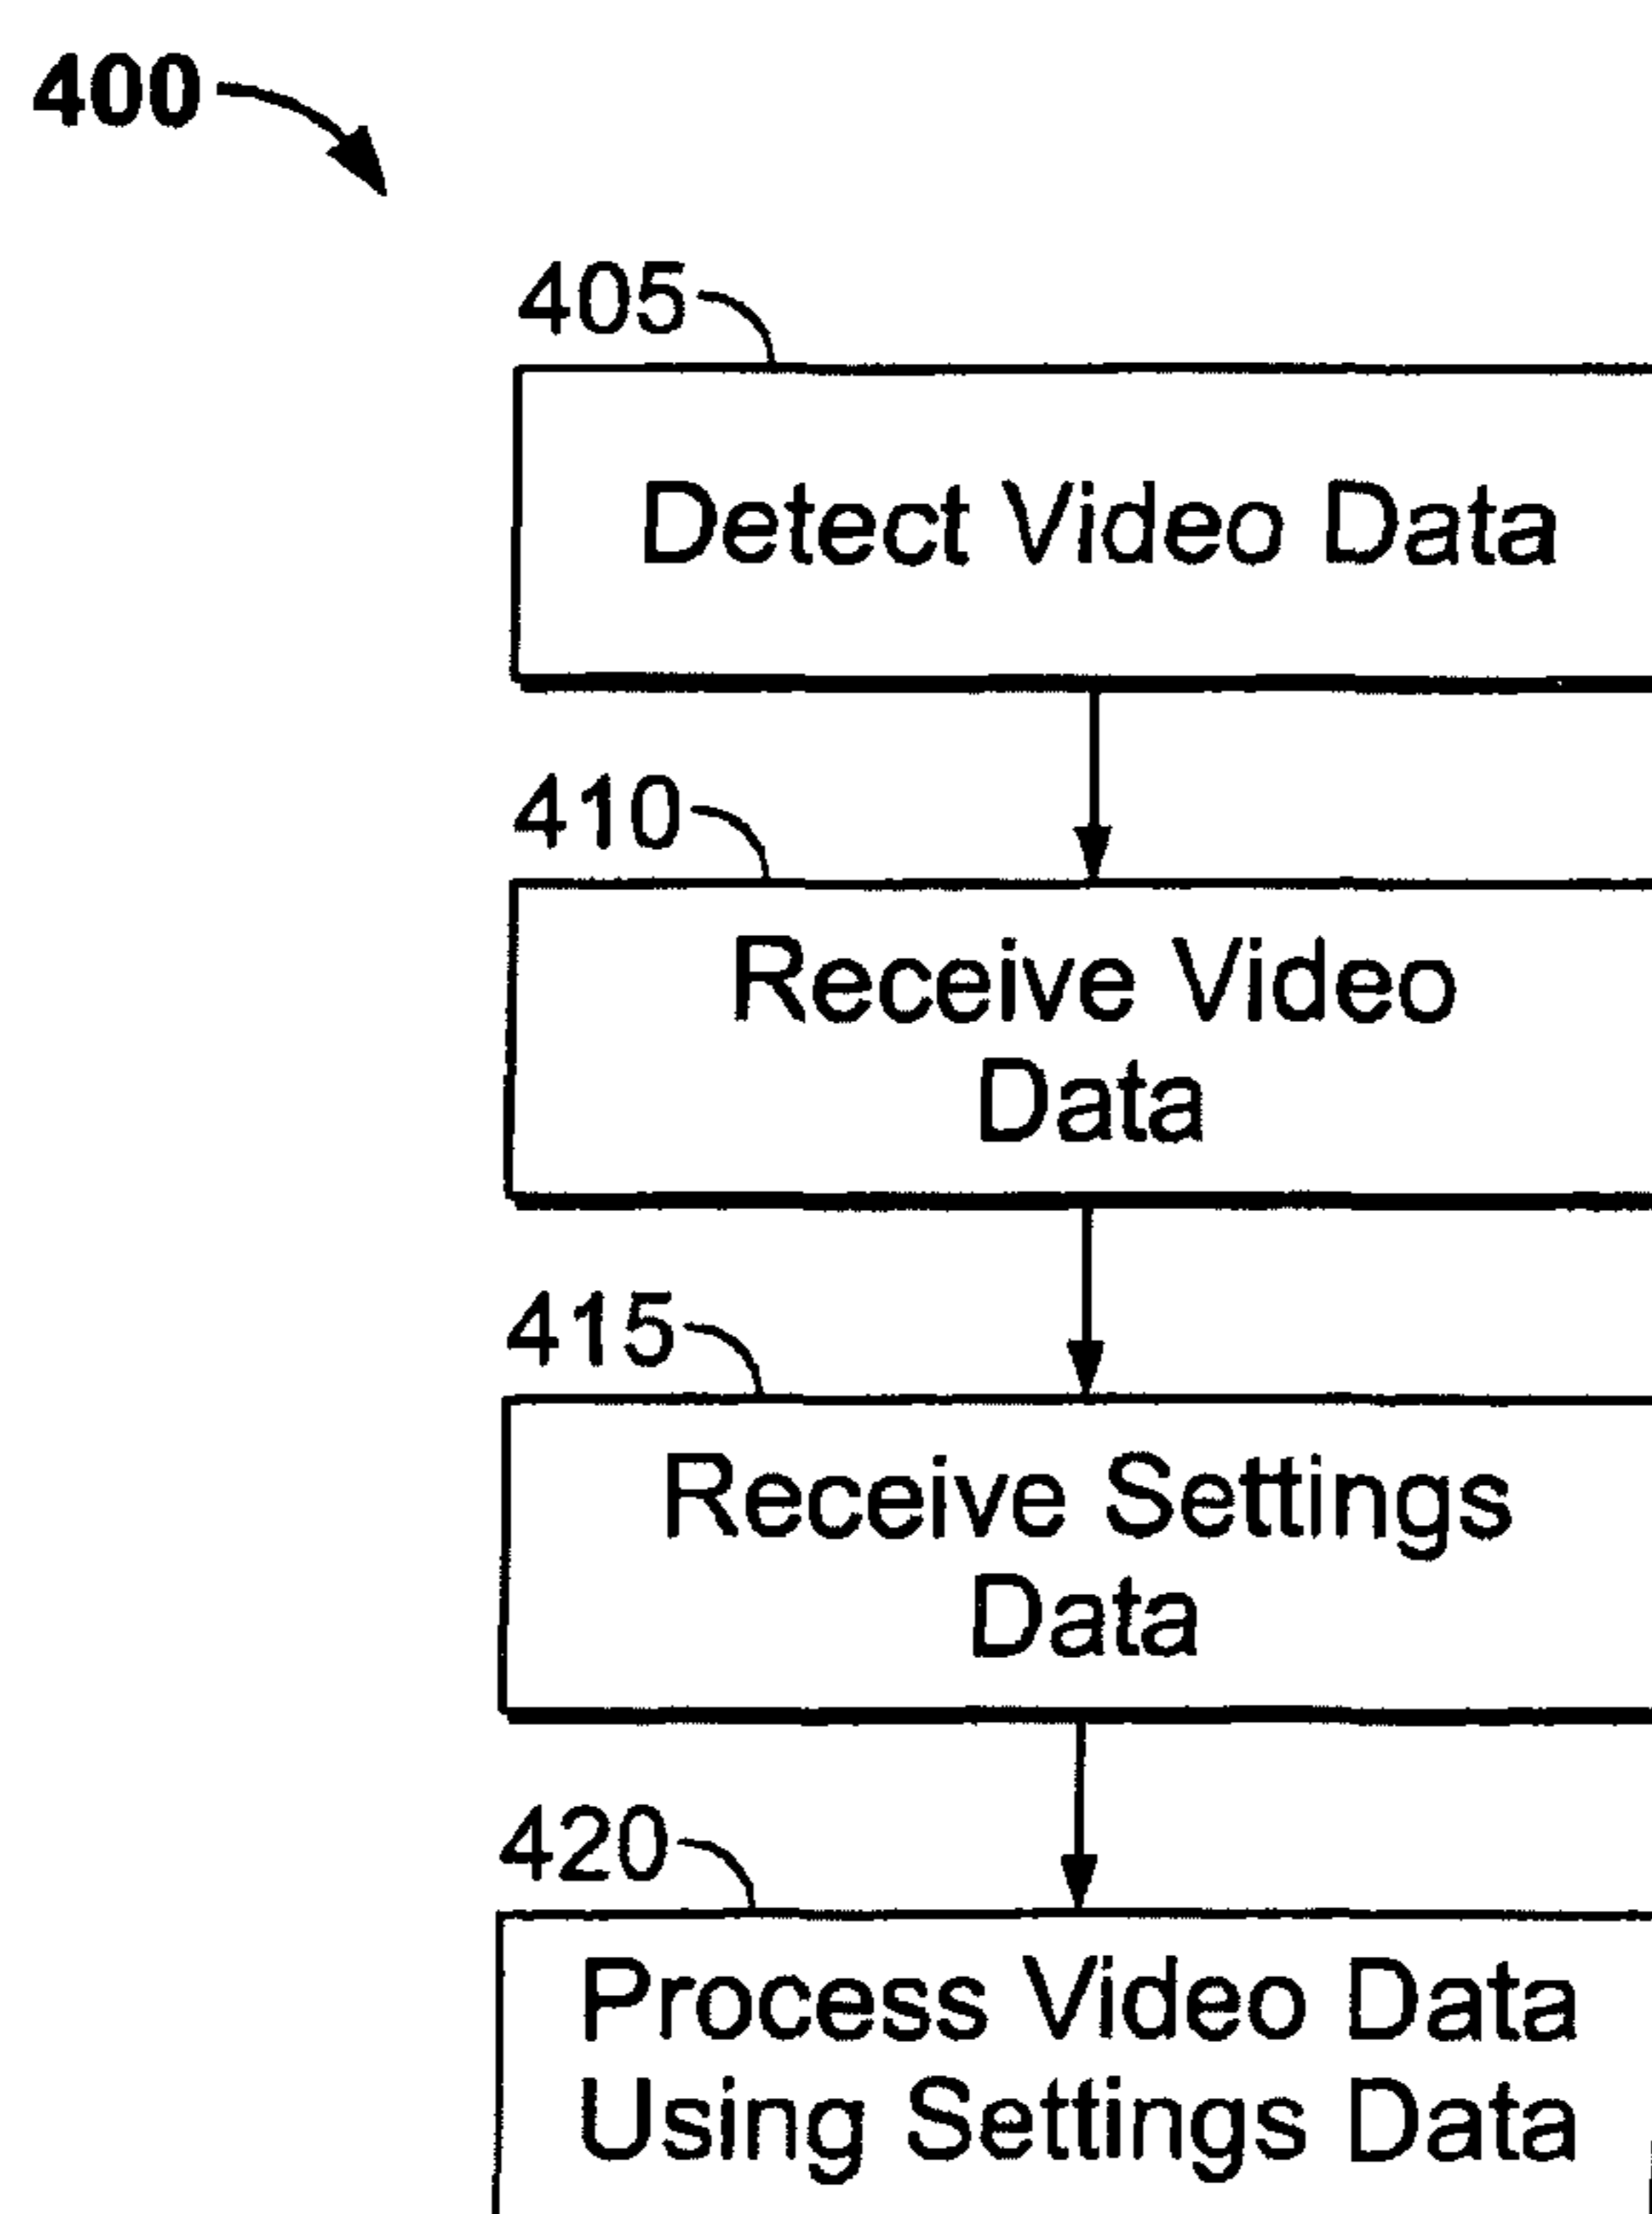 400
405
Detect Video Data
410
Receive Video
Data
415
Receive Settings
Data
420
Process Video Data
Using Settings Data